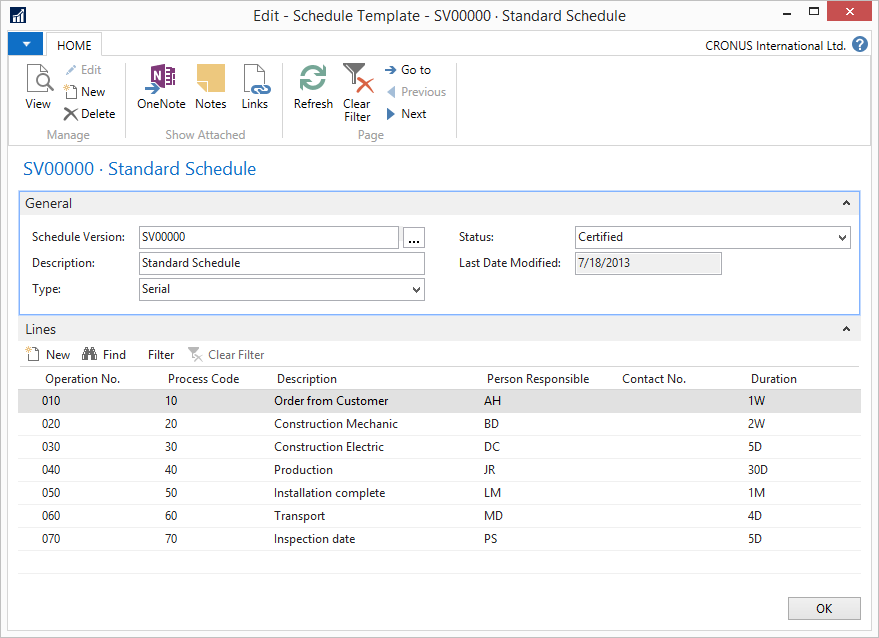 Edit - Schedule Template - SV00000 · Standard Schedule
HOME
CRONUS International Ltd. ?
View
Edit
New
Delete
Manage
N
OneNote
Notes
Links
Show Attached
Refresh
Clear
Filter
Go to
Previous
Next
Page
SV00000 · Standard Schedule
General
Schedule Version: SV00000 ...
Description: Standard Schedule
Type: Serial
Status: Certified
Last Date Modified: 7/18/2013
Lines
New Find Filter Clear Filter
Operation No. Process Code Description Person Responsible Contact No. Duration
010 10 Order from Customer AH 1W
020 20 Construction Mechanic BD 2W
030 30 Construction Electric DC 5D
040 40 Production JR 30D
050 50 Installation complete LM 1M
060 60 Transport MD 4D
070 70 Inspection date PS 5D
OK